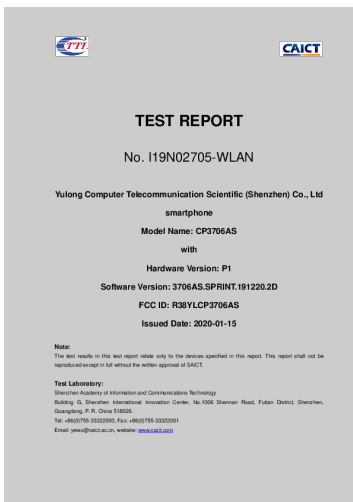 TTL
CAICT
TEST REPORT
No. I19N02705-WLAN
Yulong Computer Telecommunication Scientific (Shenzhen) Co., Ltd
smartphone
Model Name: CP3706AS
with
Hardware Version: P1
Software Version: 3706AS.SPRINT.191220.2D
FCC ID: R38YLCP3706AS
Issued Date: 2020-01-15
Note:
The test results in this test report relate only to the devices specified in this report. This report shall not be
reproduced except in full without the written approval of SAICT.
Test Laboratory:
Shenzhen Academy of Information and Communications Technology
Building G, Shenzhen International Innovation Center, No.1006 Shennan Road, Futian District, Shenzhen,
Guangdong, P. R. China 518026.
Tel: +86(0)755-33322000, Fax: +86(0)755-33322001
Email: yewu@caict.ac.cn, website: www.cszit.com